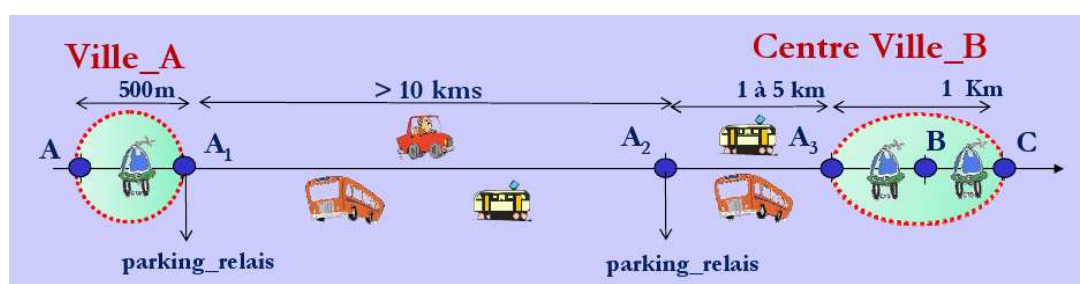 Ville_A
Centre Ville_B
500m
> 10 kms
1 à 5 km
1 Km
A
A1
A2
A3
B
C
parking_relais
parking_relais